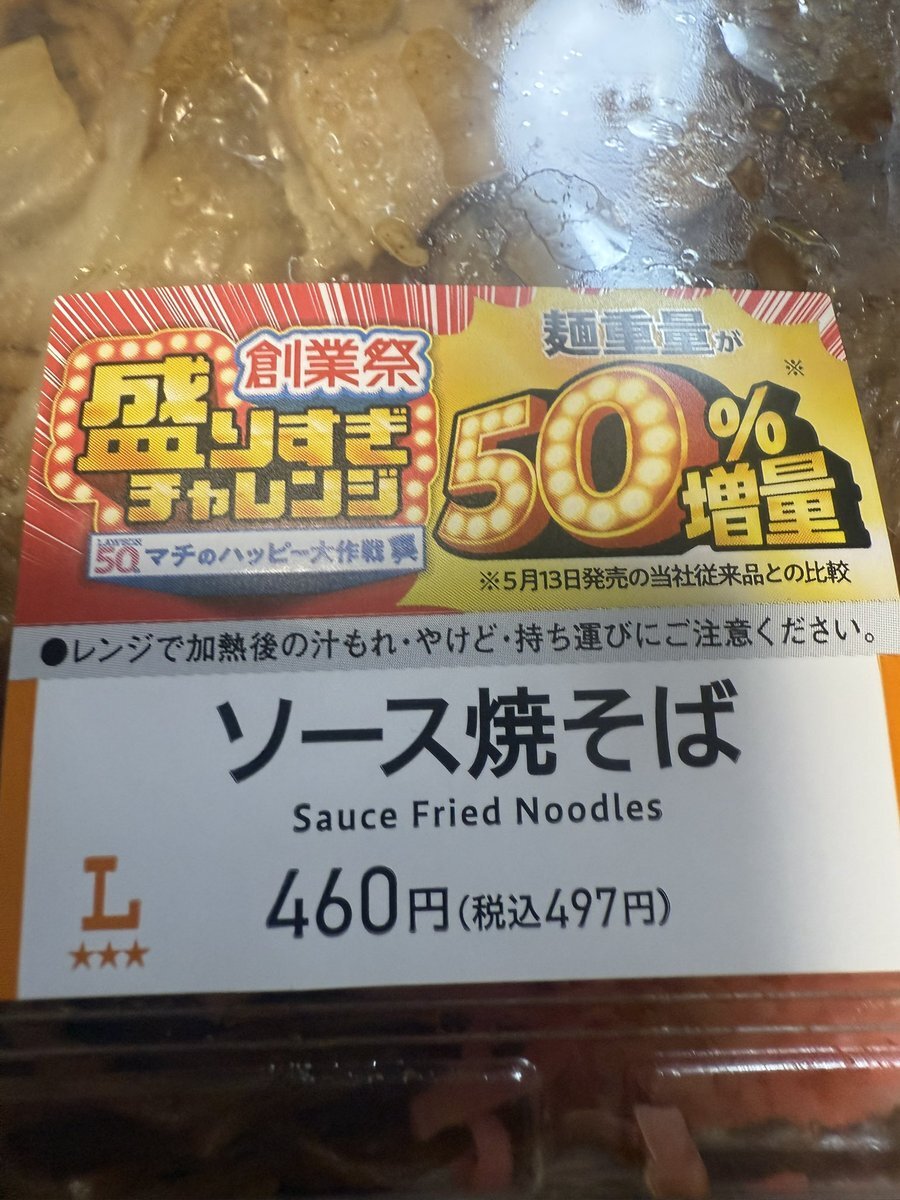 創業祭
盛りすぎ
チャレンジ
LAWSON
50 マチのハッピー大作戦
麺重量が
50%増量※
※5月13日発売の当社従来品との比較
●レンジで加熱後の汁もれ・やけど・持ち運びにご注意ください。
ソース焼そば
Sauce Fried Noodles
460円(税込497円)
L
★★★